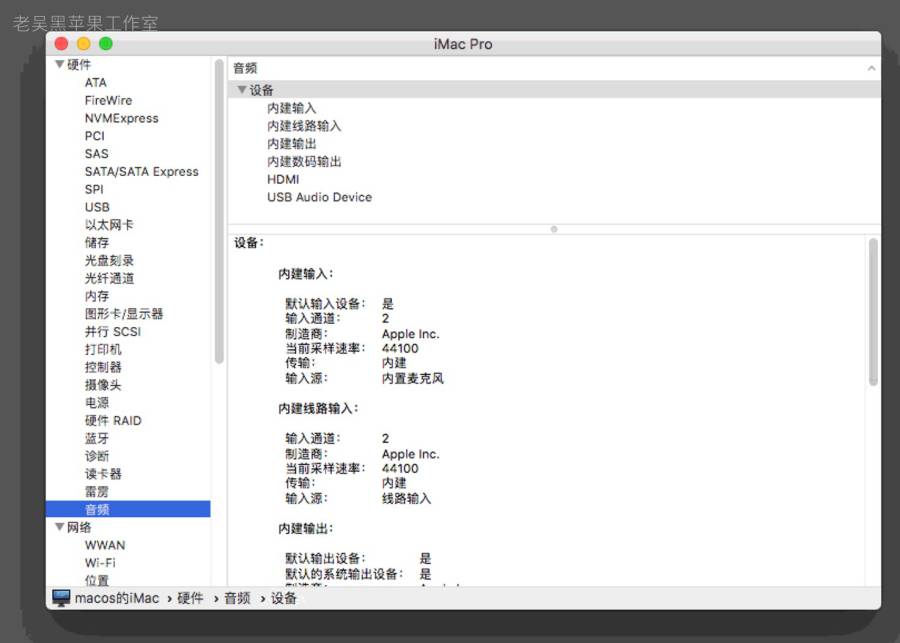 老吴黑苹果工作室
iMac Pro
硬件
ATA
FireWire
NVMExpress
PCI
SAS
SATA/SATA Express
SPI
USB
以太网卡
储存
光盘刻录
光纤通道
内存
图形卡/显示器
并行 SCSI
打印机
控制器
摄像头
电源
硬件 RAID
蓝牙
诊断
读卡器
雷雳
音频
网络
WWAN
Wi-Fi
位置
音频
设备
内建输入
内建线路输入
内建输出
内建数码输出
HDMI
USB Audio Device
设备:
内建输入:
默认输入设备: 是
输入通道: 2
制造商: Apple Inc.
当前采样速率: 44100
传输: 内建
输入源: 内置麦克风
内建线路输入:
输入通道: 2
制造商: Apple Inc.
当前采样速率: 44100
传输: 内建
输入源: 线路输入
内建输出:
默认输出设备: 是
默认的系统输出设备: 是
macos的iMac › 硬件 › 音频 › 设备